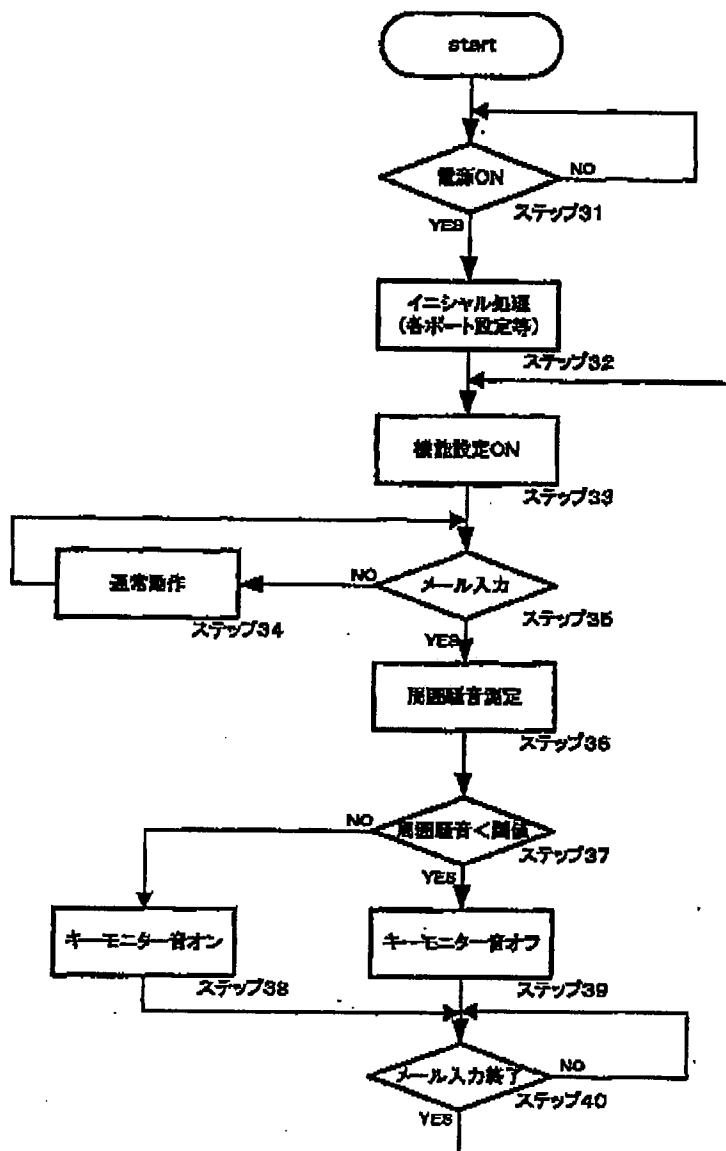 start
電源ON
NO
ステップ31
YES
イニシャル処理
(各ポート設定等)
ステップ32
機能設定ON
ステップ33
通常動作
NO
メール入力
ステップ34
ステップ35
YES
周囲騒音測定
ステップ36
NO
周囲騒音<閾値
ステップ37
YES
キーモニター音オン
キーモニター音オフ
ステップ38
ステップ39
メール入力終了
NO
ステップ40
YES